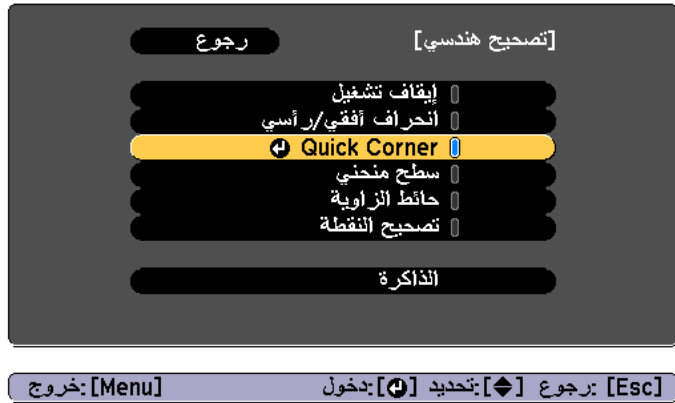 [تصحيح هندسي] رجوع
إيقاف تشغيل
انحراف أفقي/رأسي
Quick Corner
سطح منحني
حائط الزاوية
تصحيح النقطة
الذاكرة
[Esc] :رجوع [◆]:تحديد [↵]:دخول [Menu]:خروج